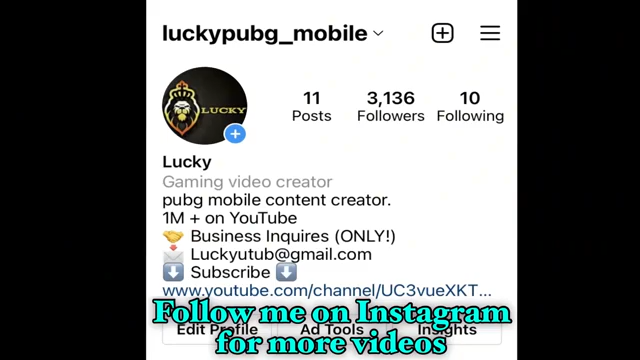 luckypubg_mobile
LUCKY
11
Posts
3,136
Followers
10
Following
Lucky
Gaming video creator
pubg mobile content creator.
1M + on YouTube
🤝 Business Inquires (ONLY!)
📩 Luckyutub@gmail.com
⬇️ Subscribe ⬇️
www.youtube.com/channel/UC3vueXKT...
Follow me on Instagram
for more videos
Edit Profile
Ad Tools
Insights